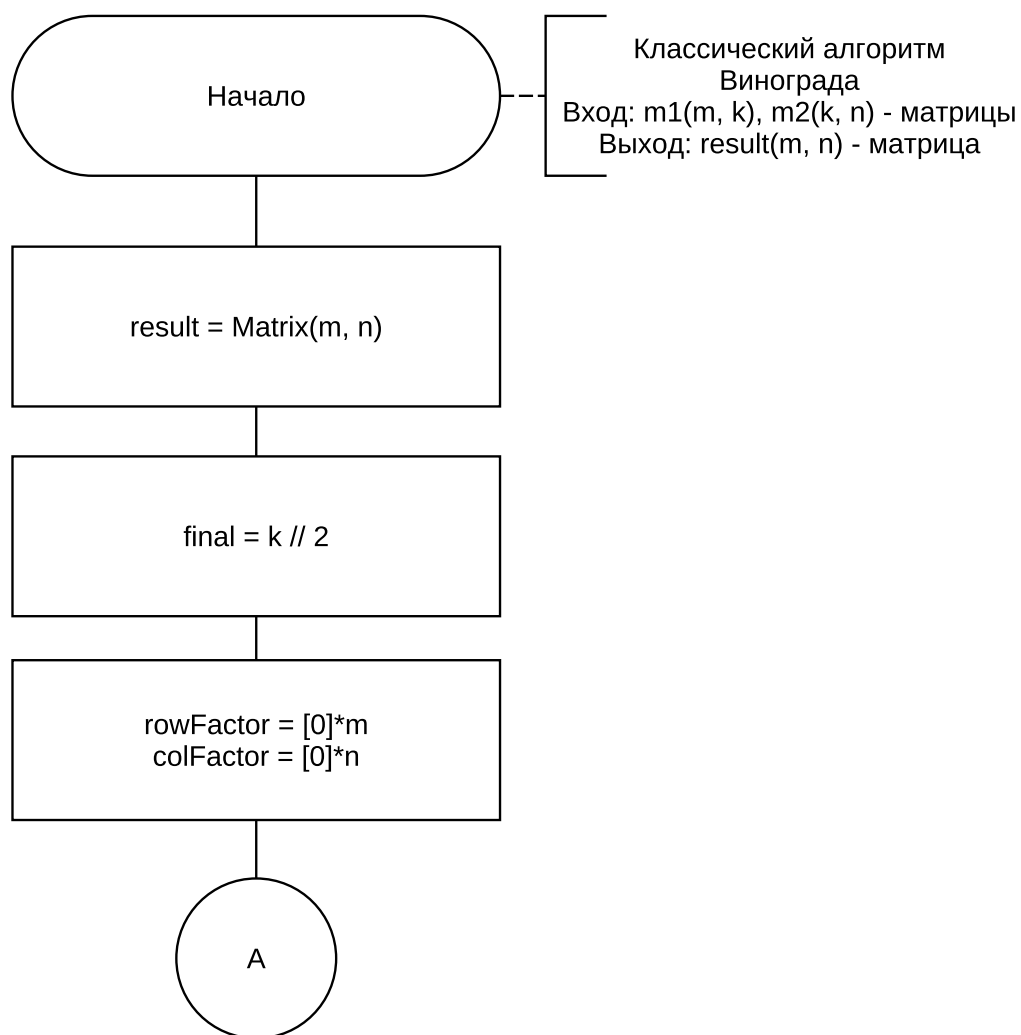 Начало
Классический алгоритм
Винограда
Вход: m1(m, k), m2(k, n) - матрицы
Выход: result(m, n) - матрица
result = Matrix(m, n)
final = k // 2
rowFactor = [0]*m
colFactor = [0]*n
A